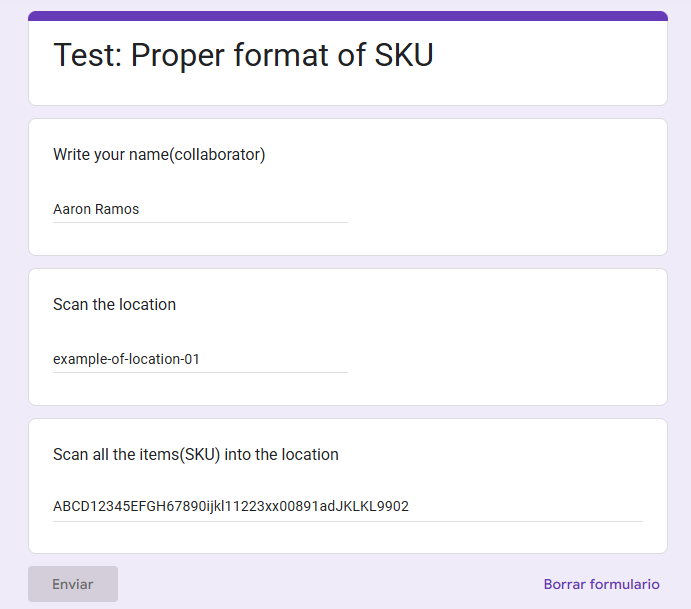 Test: Proper format of SKU
Write your name(collaborator)
Aaron Ramos
Scan the location
example-of-location-01
Scan all the items(SKU) into the location
ABCD12345EFGH67890ijkl11223xx00891adJKLKL9902
Enviar
Borrar formulario